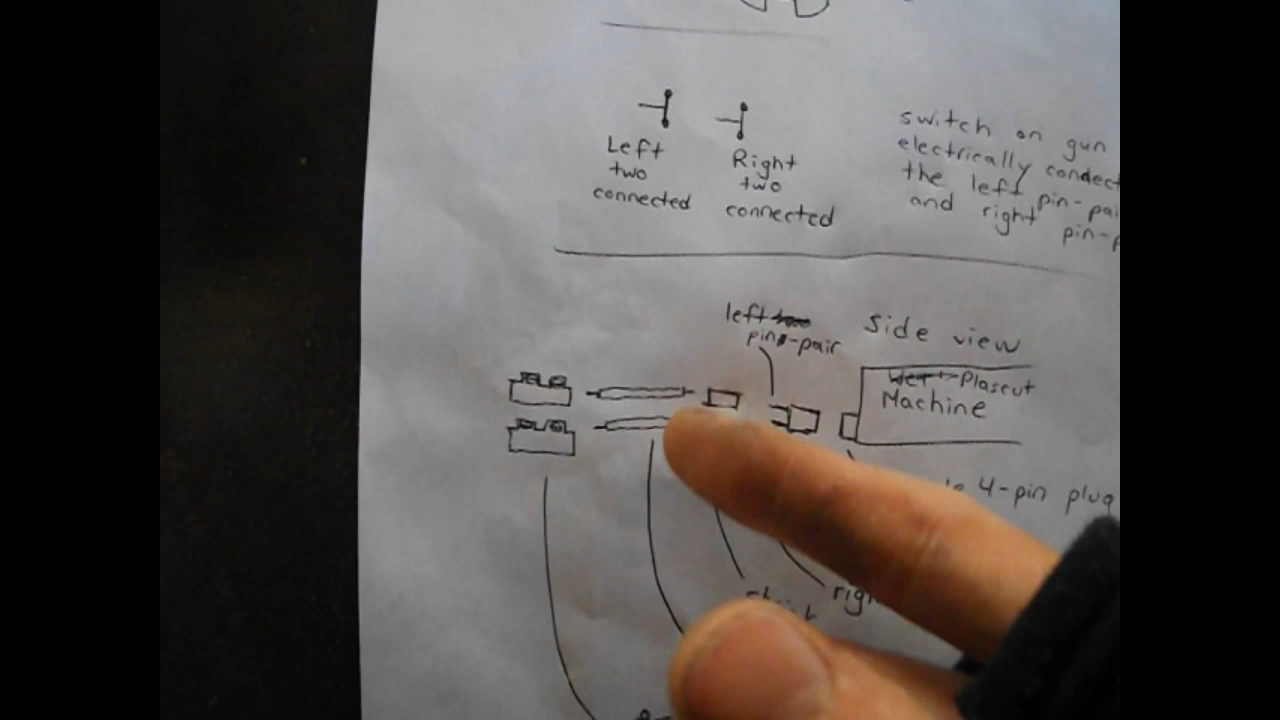 Left
two
connected
Right
two
connected
switch on gun
electrically condect
the left pin-pai
and right pin-p
left
pin-pair
Side view
Plascut
Machine
4-pin plug
righ